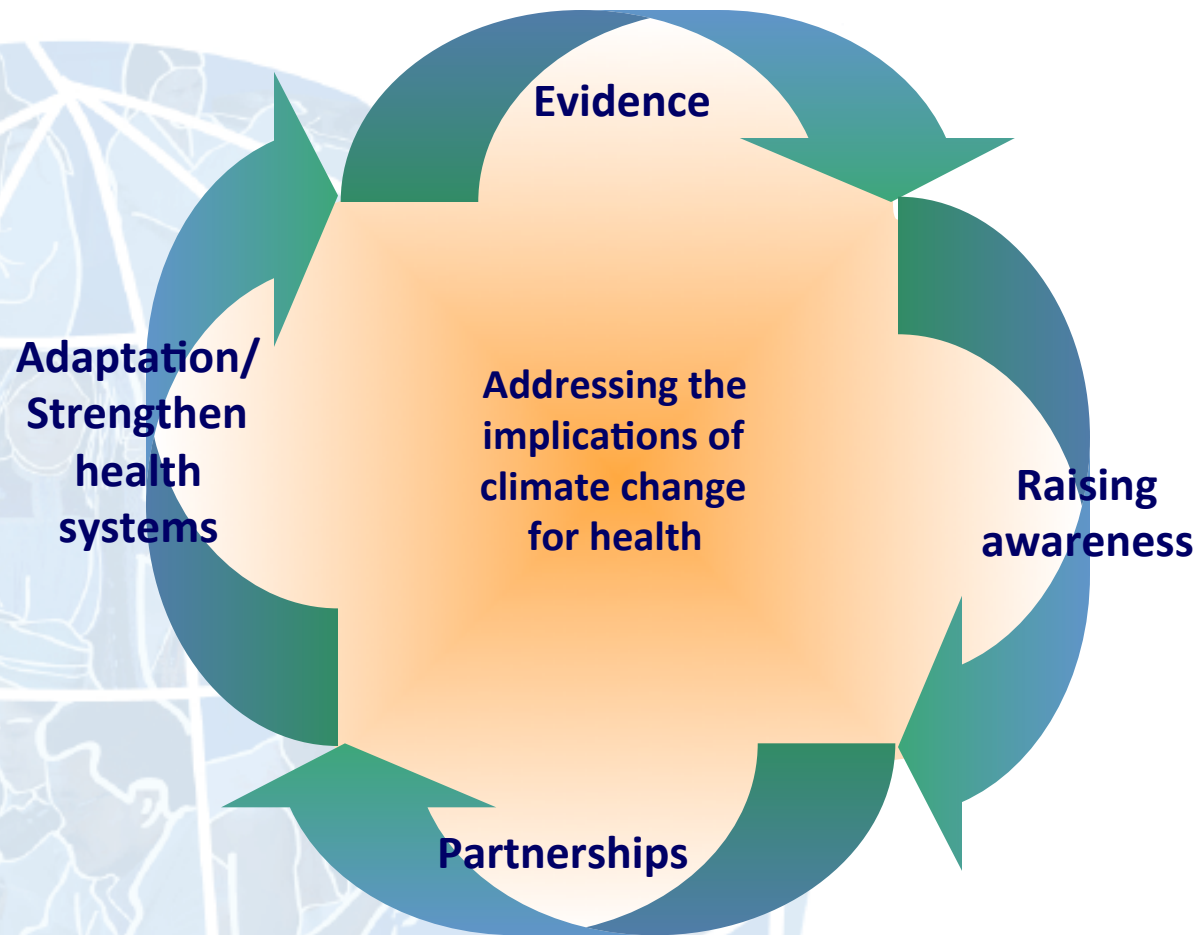 Evidence
Adaptation/
Strengthen
health
systems
Addressing the
implications of
climate change
for health
Raising
awareness
Partnerships